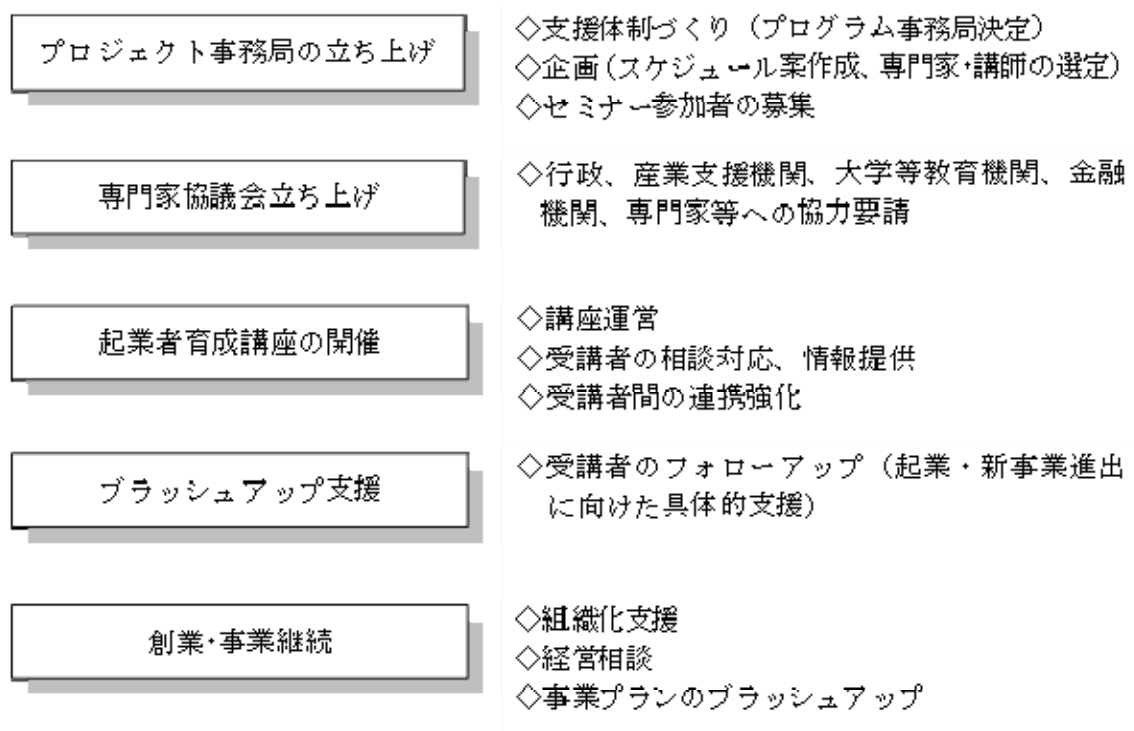 プロジェクト事務局の立ち上げ
◇支援体制づくり（プログラム事務局決定）
◇企画（スケジュール案作成、専門家・講師の選定）
◇セミナー参加者の募集
専門家協議会立ち上げ
◇行政、産業支援機関、大学等教育機関、金融
機関、専門家等への協力要請
起業者育成講座の開催
◇講座運営
◇受講者の相談対応、情報提供
◇受講者間の連携強化
ブラッシュアップ支援
◇受講者のフォローアップ（起業・新事業進出
に向けた具体的支援）
創業・事業継続
◇組織化支援
◇経営相談
◇事業プランのブラッシュアップ